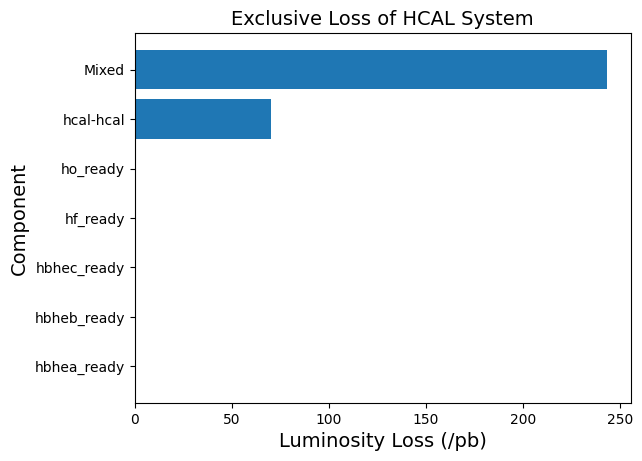 Exclusive Loss of HCAL System
Component
Mixed
hcal-hcal
ho_ready
hf_ready
hbhec_ready
hbheb_ready
hbhea_ready
0 50 100 150 200 250
Luminosity Loss (/pb)